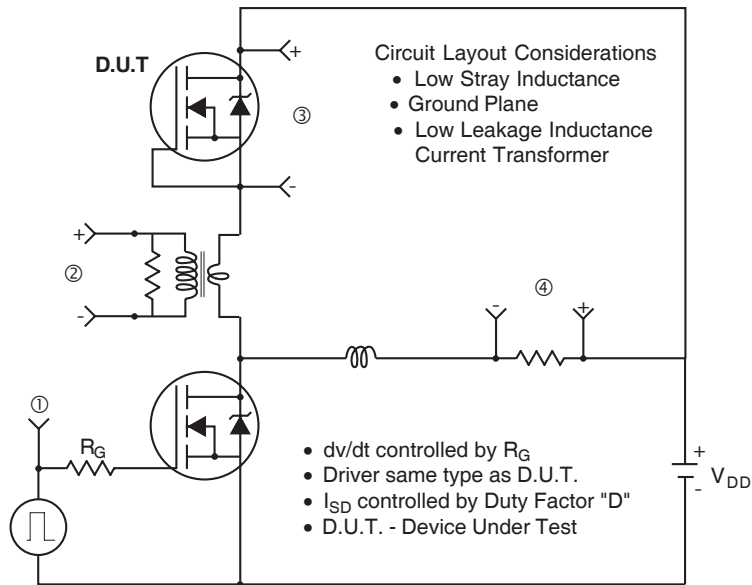 D.U.T
+
-
③
Circuit Layout Considerations
• Low Stray Inductance
• Ground Plane
• Low Leakage Inductance
Current Transformer
+
②
-
-
④
+
①
R_G
• dv/dt controlled by R_G
• Driver same type as D.U.T.
• I_SD controlled by Duty Factor "D"
• D.U.T. - Device Under Test
+
V_DD
-